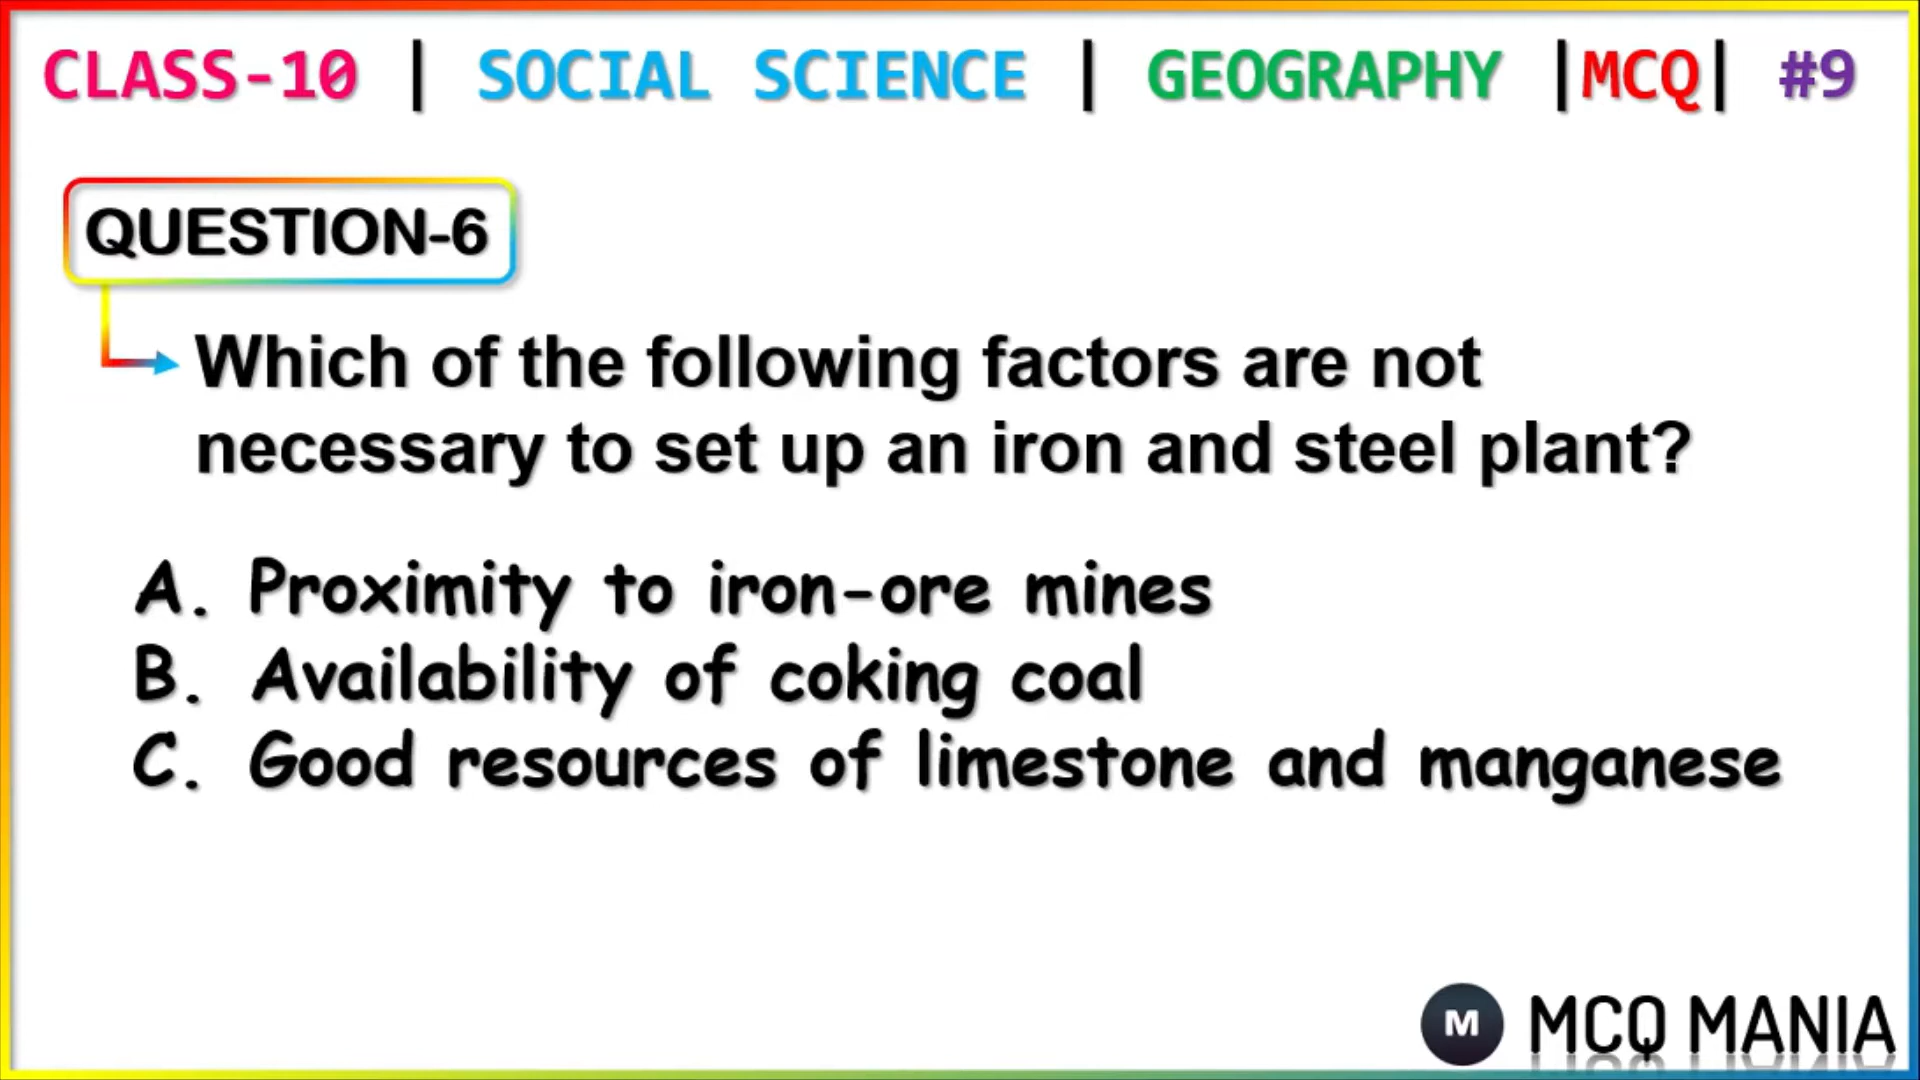 CLASS-10 | SOCIAL SCIENCE | GEOGRAPHY |MCQ| #9
QUESTION-6
Which of the following factors are not
necessary to set up an iron and steel plant?
A. Proximity to iron-ore mines
B. Availability of coking coal
C. Good resources of limestone and manganese
M MCQ MANIA